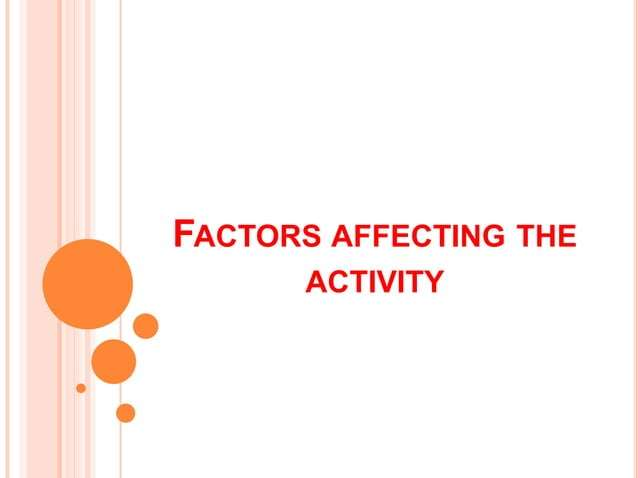 FACTORS AFFECTING THE
ACTIVITY